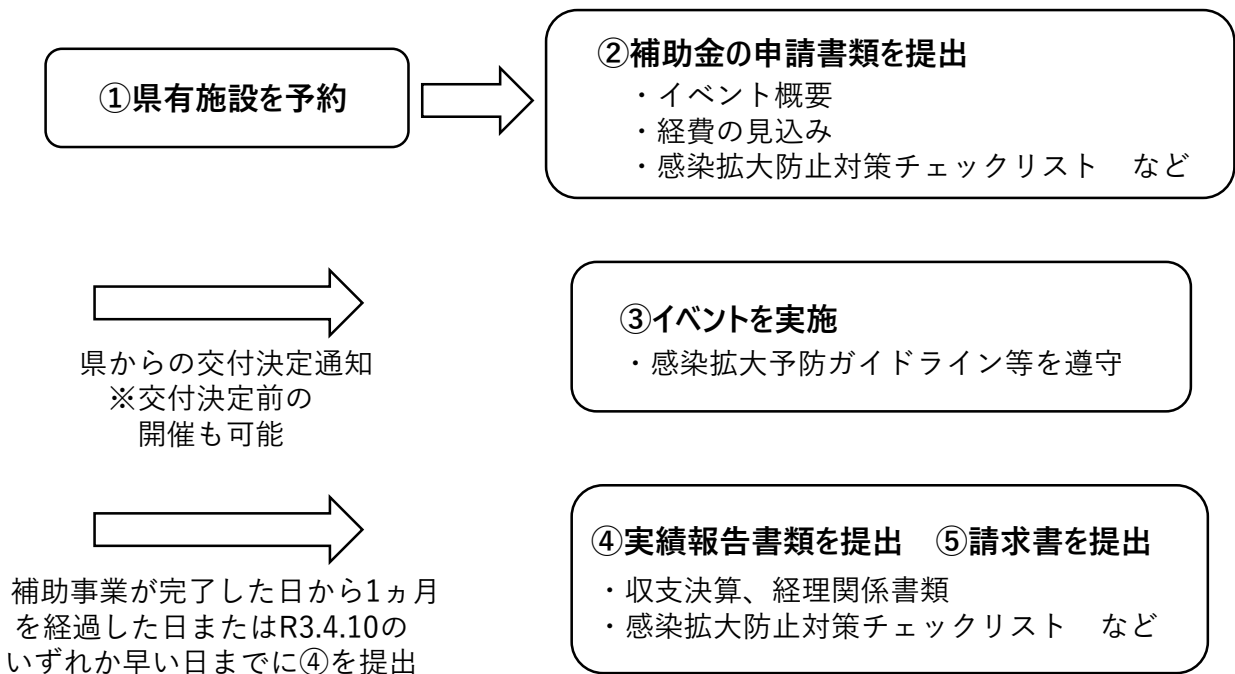 ①県有施設を予約
②補助金の申請書類を提出
・イベント概要
・経費の見込み
・感染拡大防止対策チェックリスト　など
県からの交付決定通知
※交付決定前の
開催も可能
③イベントを実施
・感染拡大予防ガイドライン等を遵守
補助事業が完了した日から1ヵ月
を経過した日またはR3.4.10の
いずれか早い日までに④を提出
④実績報告書類を提出　⑤請求書を提出
・収支決算、経理関係書類
・感染拡大防止対策チェックリスト　など